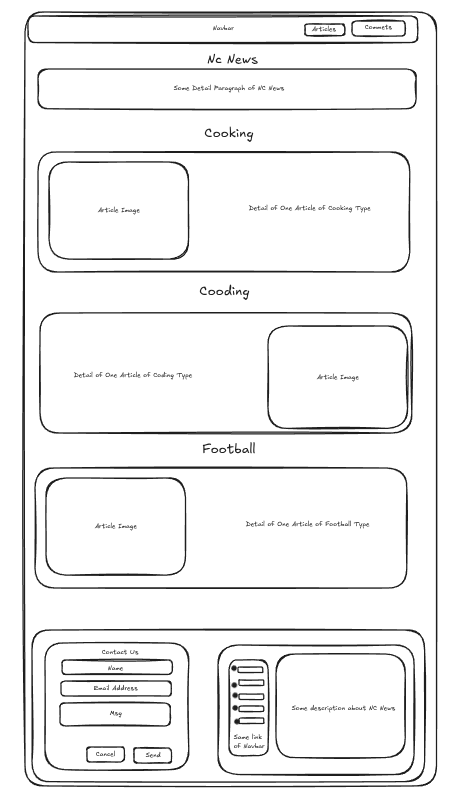 Navbar
Articles
Commets
Nc News
Some Detail Paragraph of NC News
Cooking
Article Image
Detail of One Article of Cooking Type
Cooding
Detail of One Article of Coding Type
Article Image
Football
Article Image
Detail of One Article of Football Type
Contact Us
Name
Email Address
Msg
Cancel
Send
Same link
of Navbar
Some description about NC News